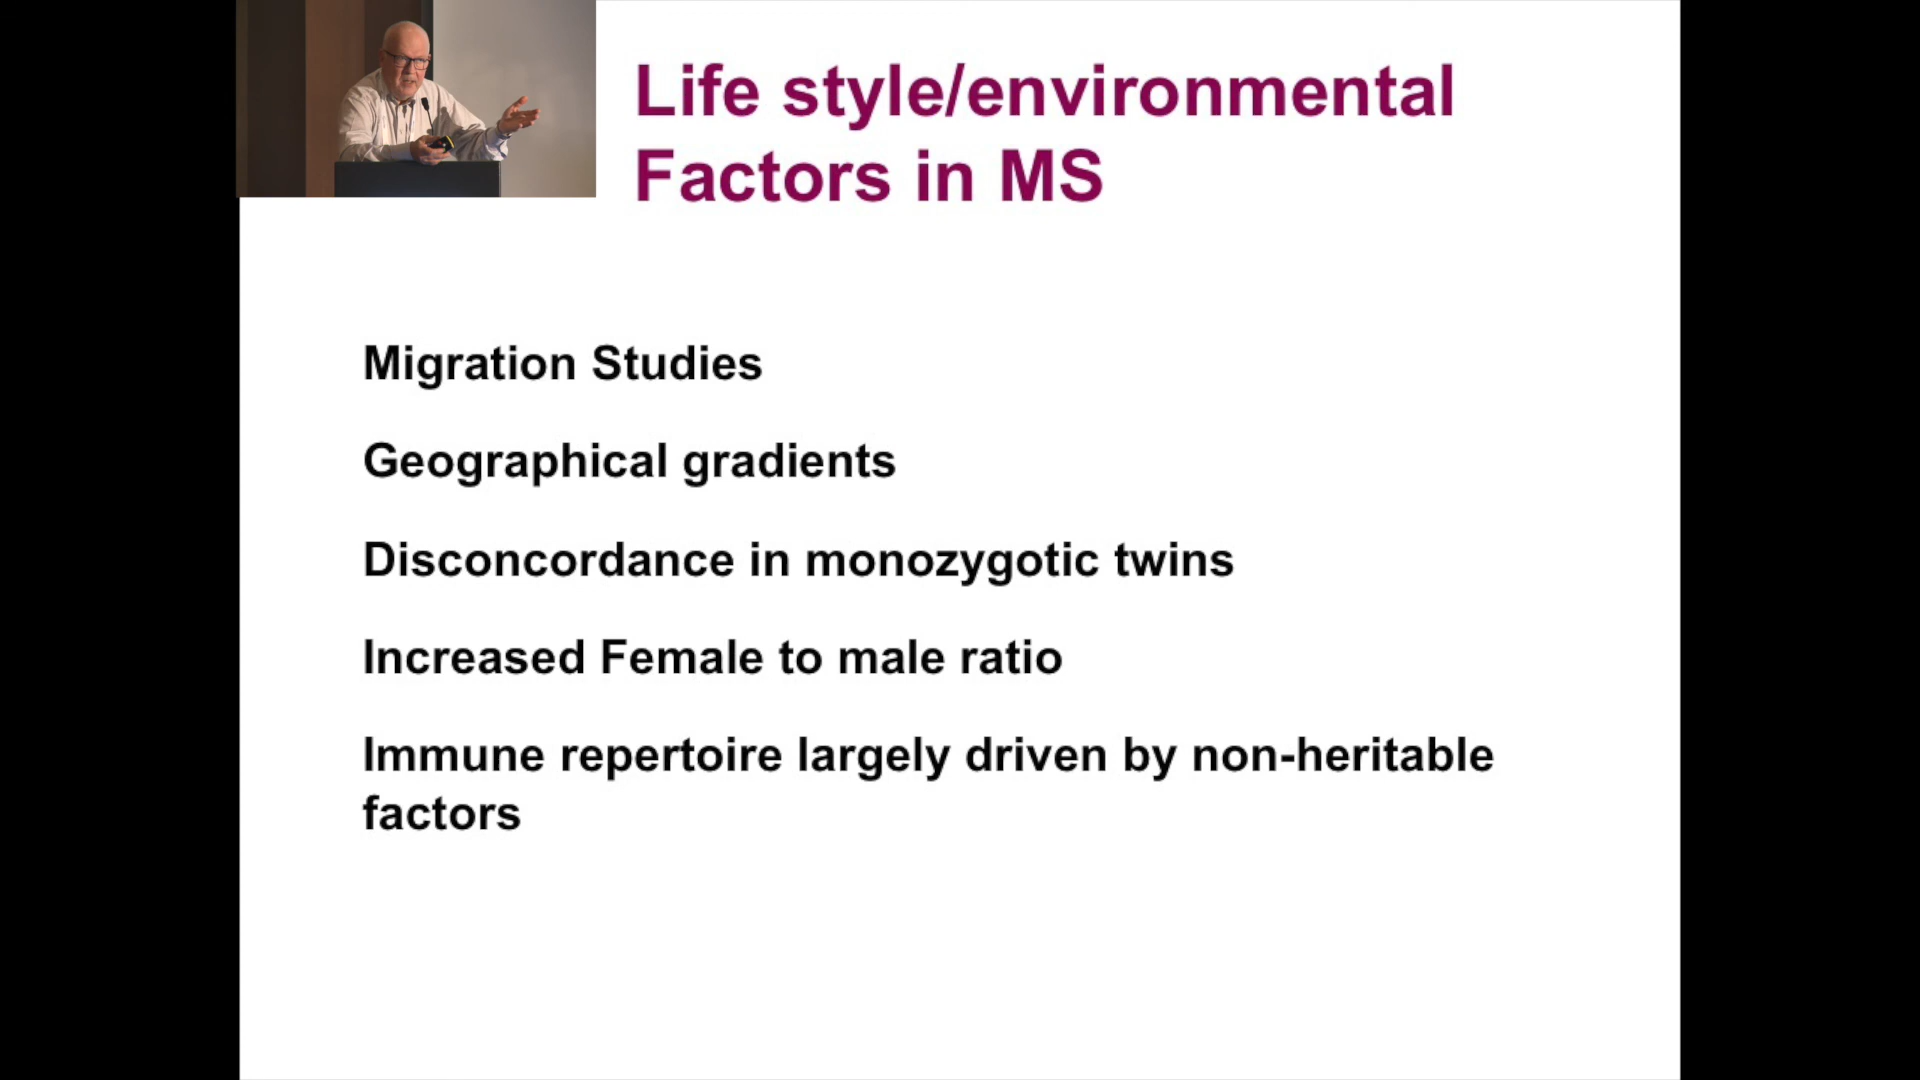 Life style/environmental
Factors in MS
Migration Studies
Geographical gradients
Disconcordance in monozygotic twins
Increased Female to male ratio
Immune repertoire largely driven by non-heritable
factors